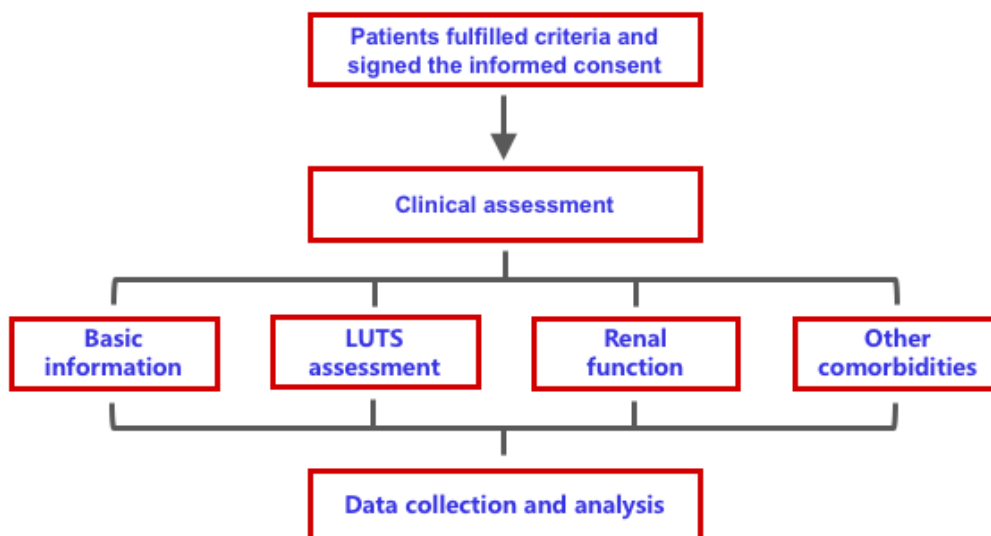 Patients fulfilled criteria and
signed the informed consent
Clinical assessment
Basic
information
LUTS
assessment
Renal
function
Other
comorbidities
Data collection and analysis